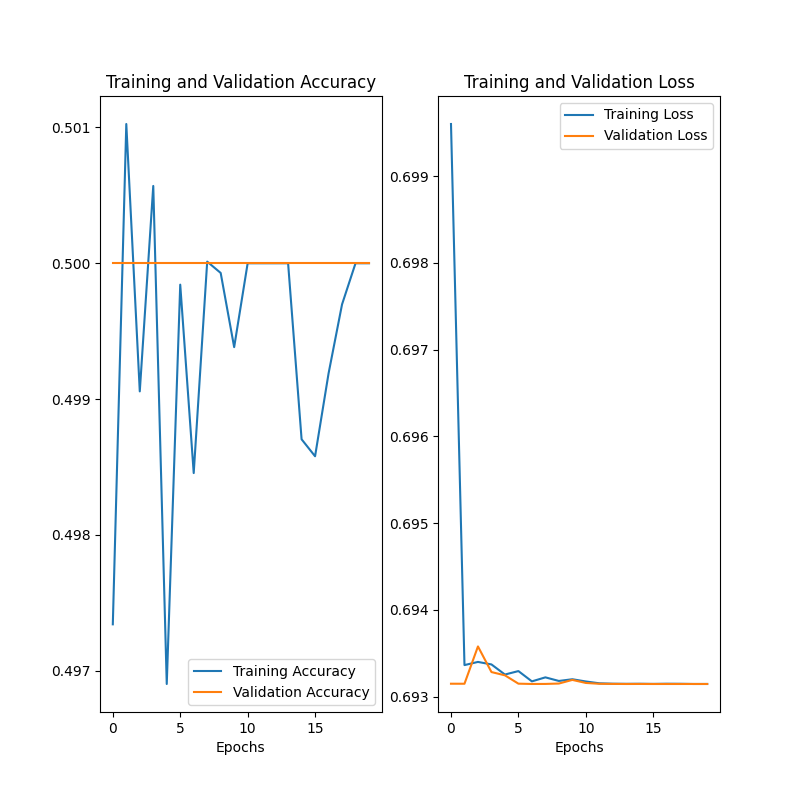 Training and Validation Accuracy
0.501
0.500
0.499
0.498
0.497
0
5
10
15
Epochs
Training Accuracy
Validation Accuracy
Training and Validation Loss
0.699
0.698
0.697
0.696
0.695
0.694
0.693
0
5
10
15
Epochs
Training Loss
Validation Loss